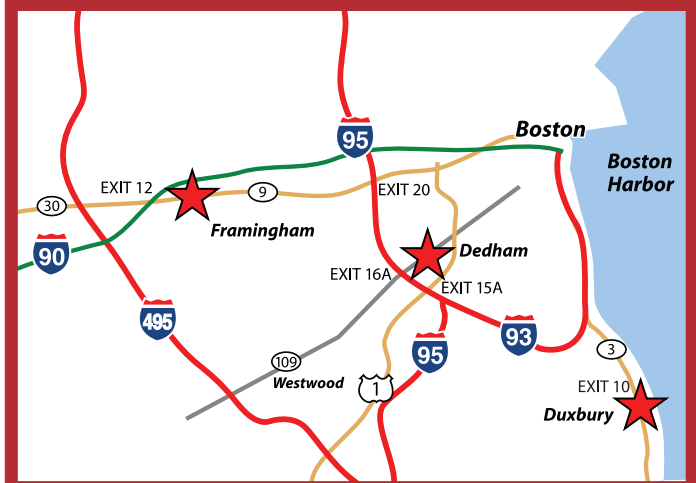 95
Boston
Boston
Harbor
EXIT 12
9
EXIT 20
30
Framingham
90
Dedham
EXIT 16A
EXIT 15A
495
93
95
109
Westwood
3
1
EXIT 10
Duxbury